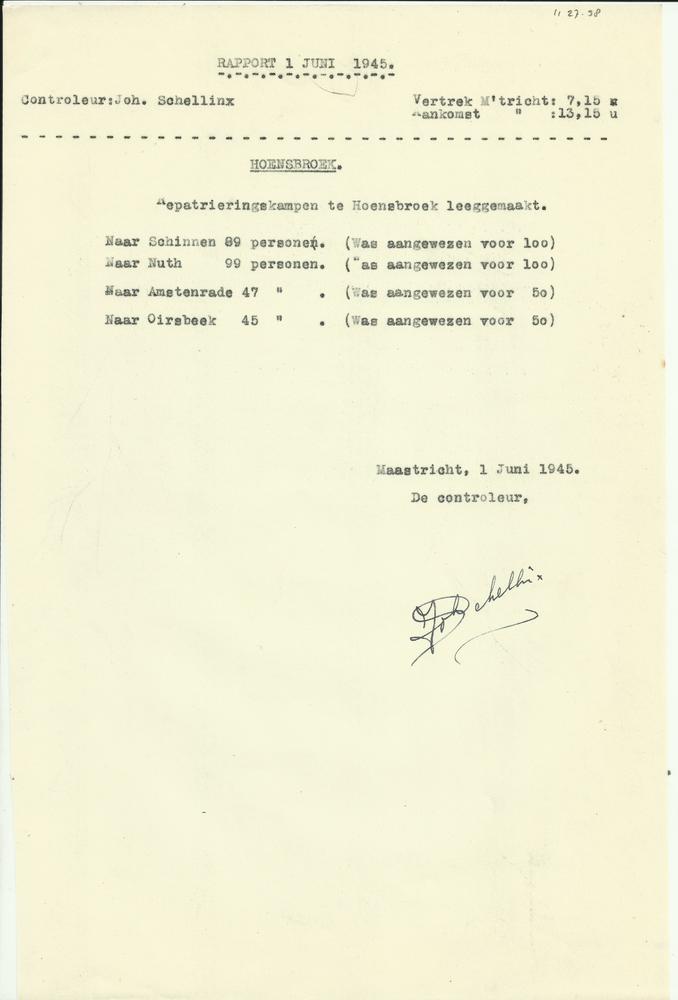 11 27-98
RAPPORT 1 JUNI 1945.
Controleur:Joh. Schellinx Vertrek M'tricht: 7,15 u
Aankomst " :13,15 u
HOENSBROEK.
Repatrieringskampen te Hoensbroek leeggemaakt.
Naar Schinnen 89 personen. (Was aangewezen voor 100)
Naar Nuth 99 personen. (Was aangewezen voor 100)
Naar Amstenrade 47 " . (Was aangewezen voor 50)
Naar Oirsbeek 45 " . (Was aangewezen voor 50)
Maastricht, 1 Juni 1945.
De controleur,
Joh Schellinx